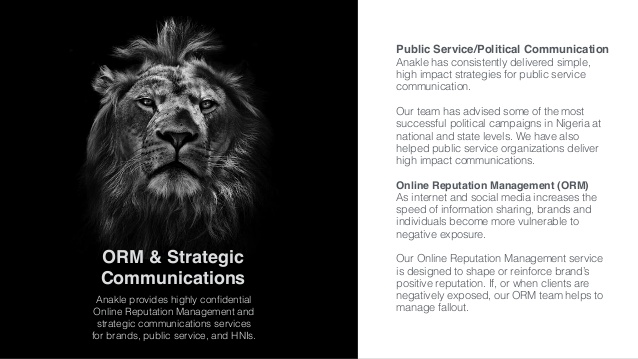 ORM & Strategic
Communications
Anakle provides highly confidential
Online Reputation Management and
strategic communications services
for brands, public service, and HNIs.
Public Service/Political Communication
Anakle has consistently delivered simple,
high impact strategies for public service
communication.
Our team has advised some of the most
successful political campaigns in Nigeria at
national and state levels. We have also
helped public service organizations deliver
high impact communications.
Online Reputation Management (ORM)
As internet and social media increases the
speed of information sharing, brands and
individuals become more vulnerable to
negative exposure.
Our Online Reputation Management service
is designed to shape or reinforce brand's
positive reputation. If, or when clients are
negatively exposed, our ORM team helps to
manage fallout.